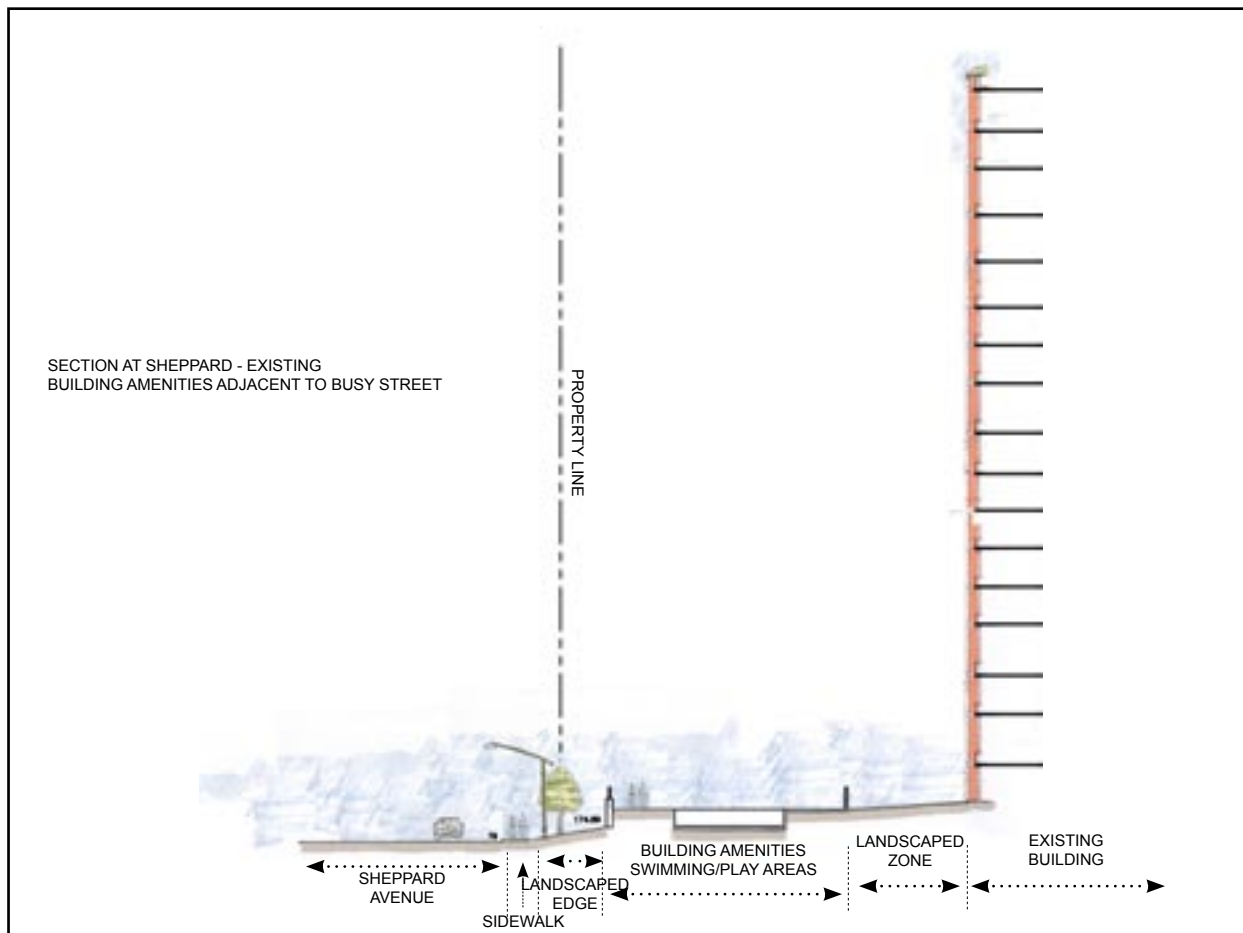 SECTION AT SHEPPARD - EXISTING
BUILDING AMENITIES ADJACENT TO BUSY STREET
PROPERTY LINE
SHEPPARD
AVENUE
SIDEWALK
LANDSCAPED
EDGE
BUILDING AMENITIES
SWIMMING/PLAY AREAS
LANDSCAPED
ZONE
EXISTING
BUILDING